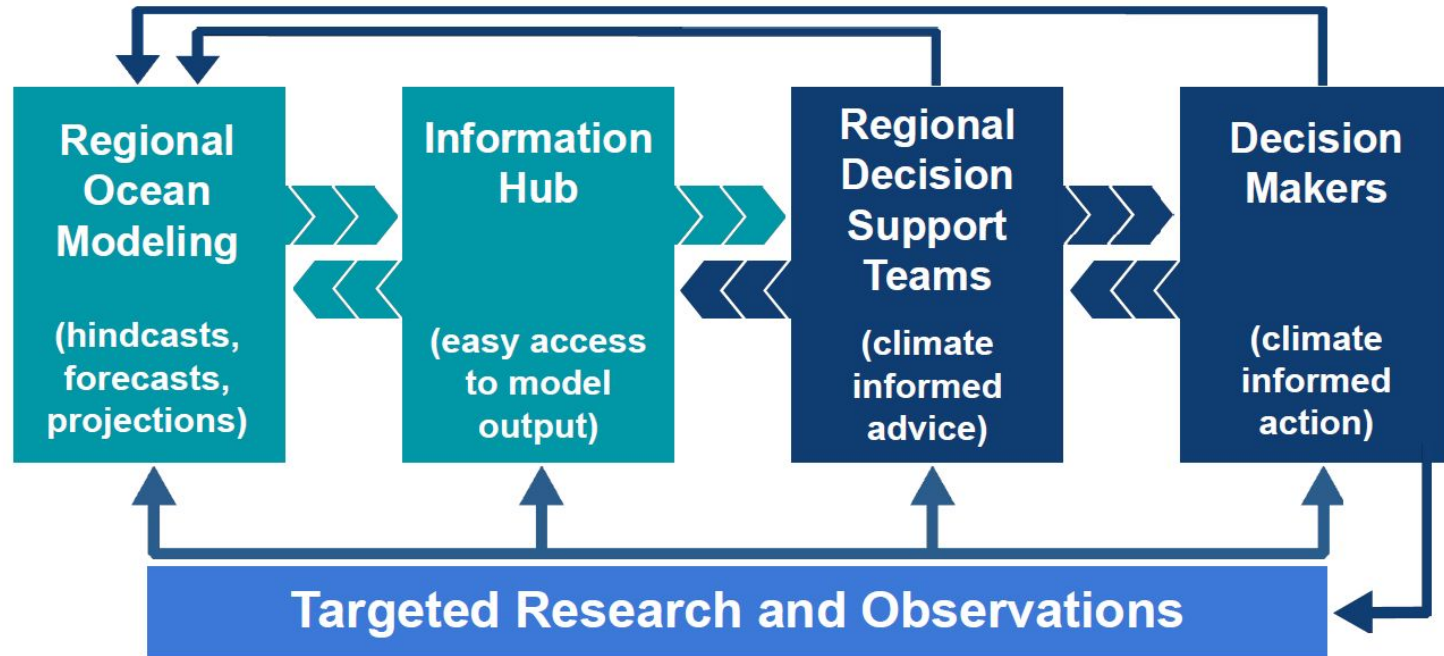 Regional
Ocean
Modeling
(hindcasts,
forecasts,
projections)
Information
Hub
(easy access
to model
output)
Regional
Decision
Support
Teams
(climate
informed
advice)
Decision
Makers
(climate
informed
action)
Targeted Research and Observations